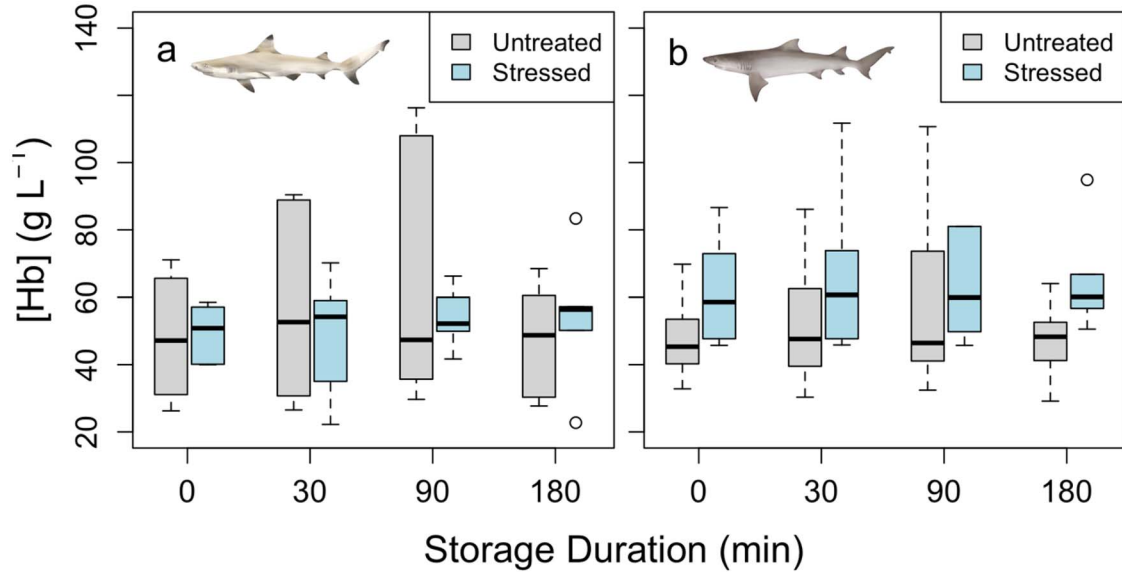 a
Untreated
Stressed
b
Untreated
Stressed
[Hb] (g L⁻¹)
140
100
80
60
40
20
0 30 90 180
0 30 90 180
Storage Duration (min)